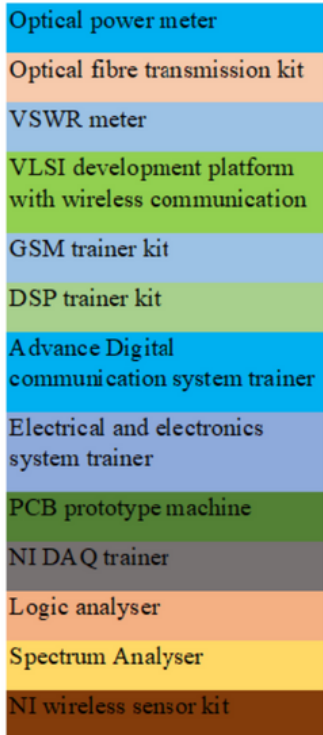 Optical power meter
Optical fibre transmission kit
VSWR meter
VLSI development platform
with wireless communication
GSM trainer kit
DSP trainer kit
Advance Digital
communication system trainer
Electrical and electronics
system trainer
PCB prototype machine
NI DAQ trainer
Logic analyser
Spectrum Analyser
NI wireless sensor kit